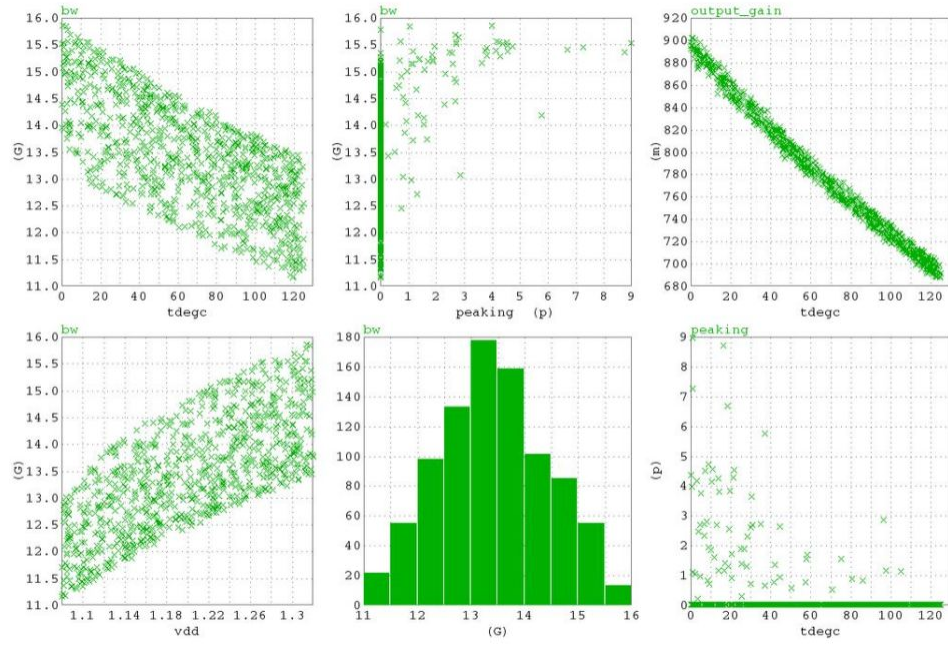 bw
16.0
15.5
15.0
14.5
14.0
13.5
13.0
12.5
12.0
11.5
11.0
(G)
0 20 40 60 80 100 120
tdegc
bw
16.0
15.5
15.0
14.5
14.0
13.5
13.0
12.5
12.0
11.5
11.0
(G)
0 1 2 3 4 5 6 7 8 9
peaking (p)
output_gain
920
900
880
860
840
820
800
780
760
740
720
700
680
(m)
0 20 40 60 80 100 120
tdegc
bw
16.0
15.5
15.0
14.5
14.0
13.5
13.0
12.5
12.0
11.5
11.0
(G)
1.1 1.14 1.18 1.22 1.26 1.3
vdd
bw
180
160
140
120
100
80
60
40
20
0
11 12 13 14 15 16
(G)
peaking
9
8
7
6
5
4
3
2
1
0
(p)
0 20 40 60 80 100 120
tdegc